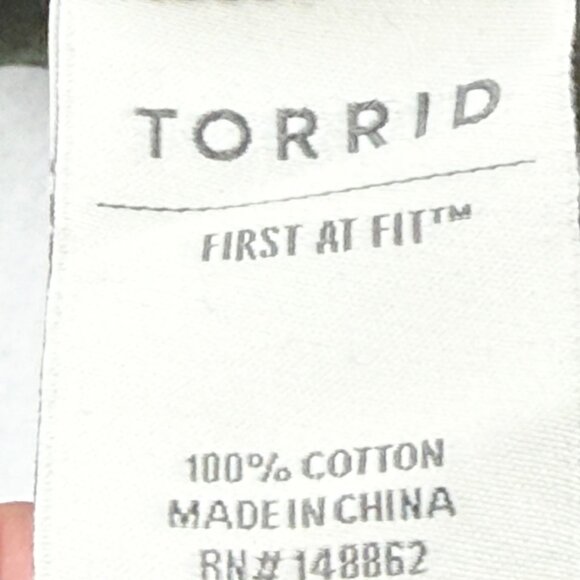 TORRID
FIRST AT FIT™
100% COTTON
MADE IN CHINA
RN# 148862